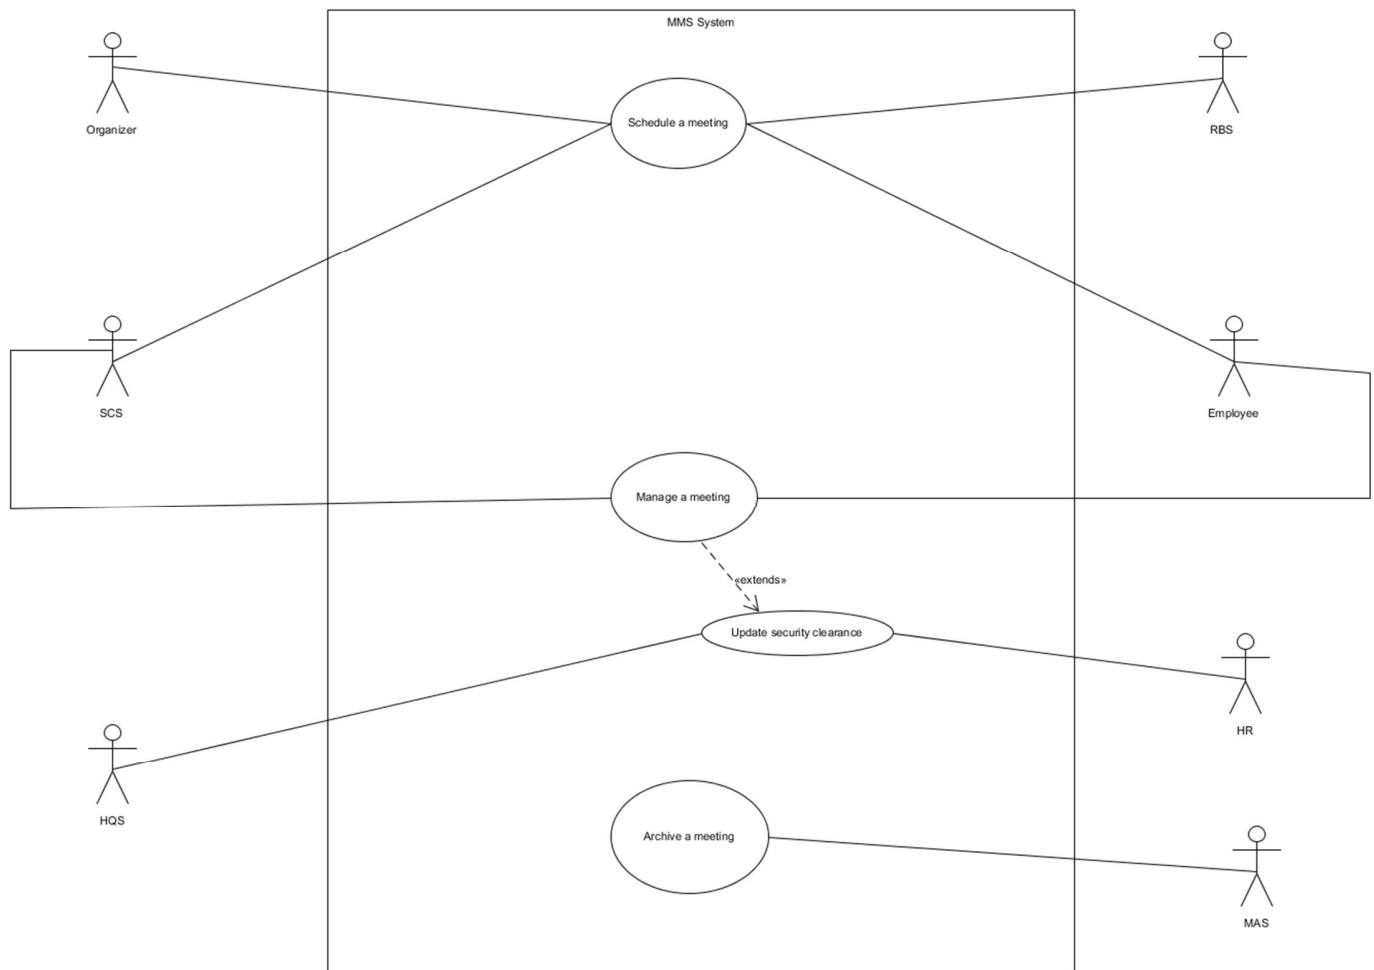 MMS System
Organizer
Schedule a meeting
RBS
SCS
Employee
Manage a meeting
«extends»
Update security clearance
HR
HQS
Archive a meeting
MAS